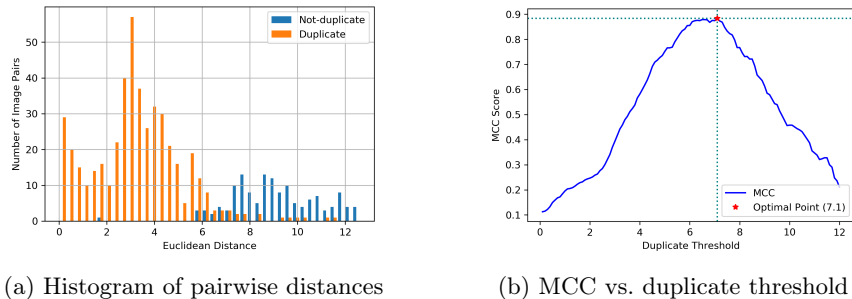 Not-duplicate
Duplicate
Number of Image Pairs
50
40
30
20
10
0
0 2 4 6 8 10 12
Euclidean Distance
(a) Histogram of pairwise distances
MCC Score
0.9
0.8
0.7
0.6
0.5
0.4
0.3
0.2
0.1
MCC
Optimal Point (7.1)
0 2 4 6 8 10 12
Duplicate Threshold
(b) MCC vs. duplicate threshold